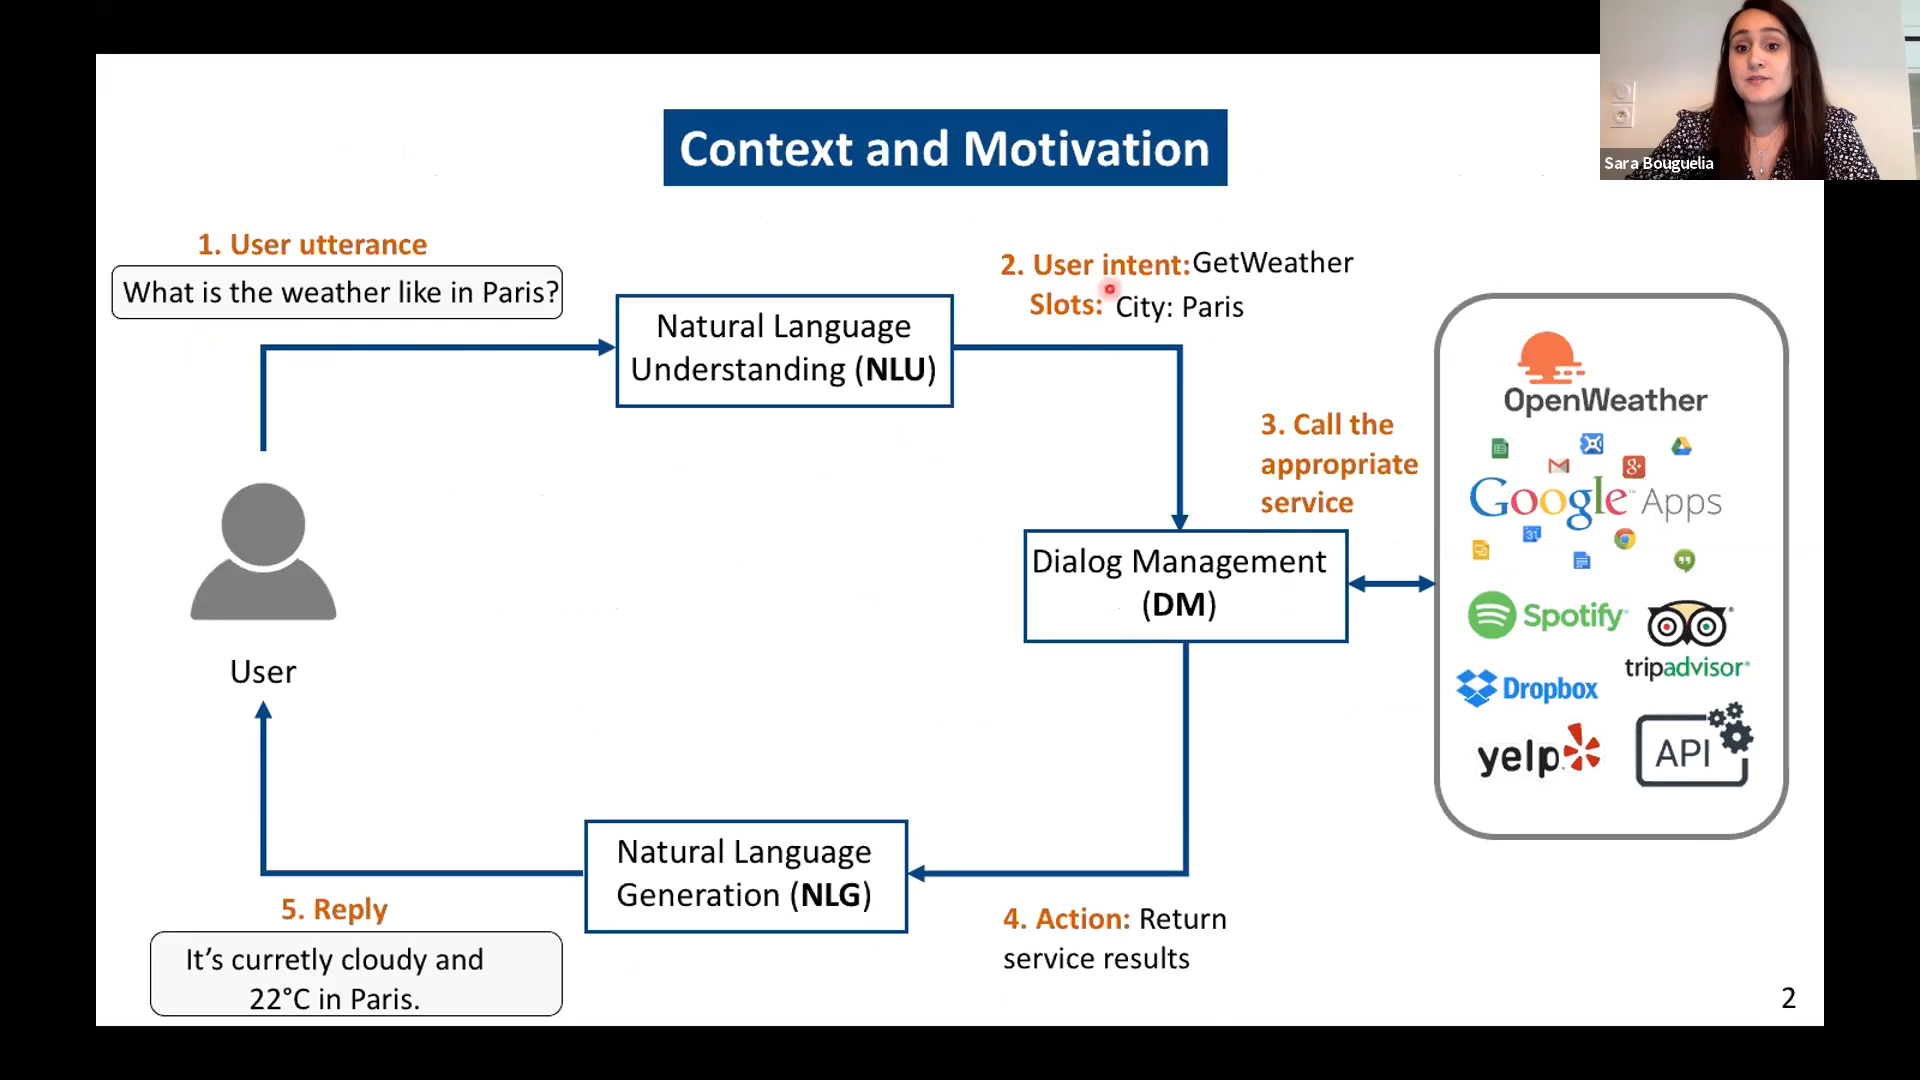 Context and Motivation
Sara Bouguelia
1. User utterance
What is the weather like in Paris?
2. User intent: GetWeather
Slots: City: Paris
Natural Language
Understanding (NLU)
3. Call the
appropriate
service
Dialog Management
(DM)
OpenWeather
Google™ Apps
31
Spotify®
tripadvisor®
Dropbox
yelp
API
User
Natural Language
Generation (NLG)
4. Action: Return
service results
5. Reply
It's curretly cloudy and
22°C in Paris.
2